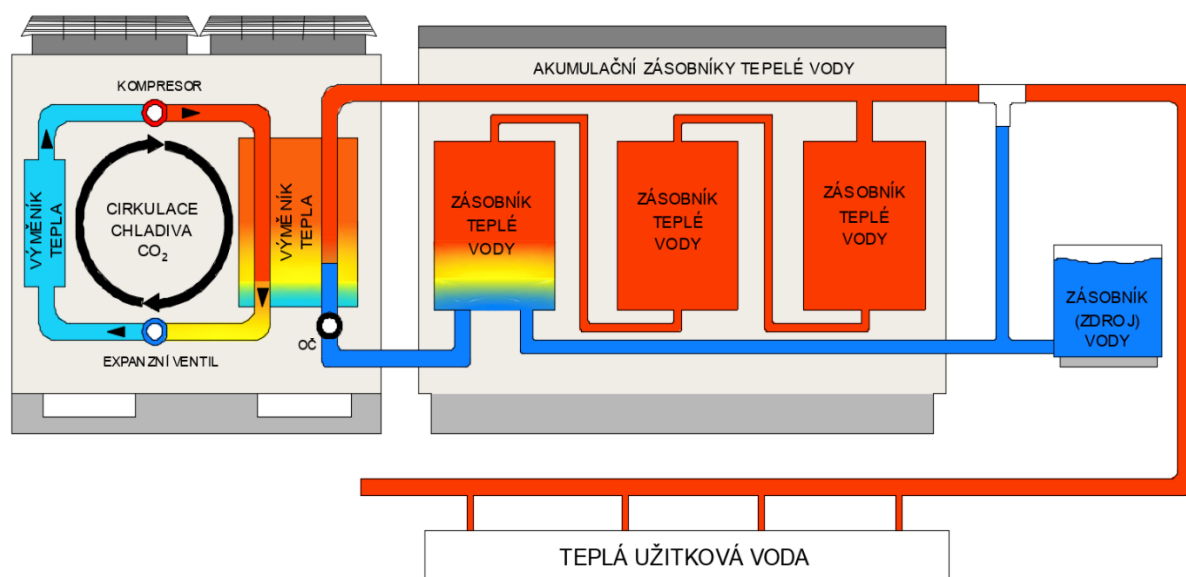 AKUMULAČNÍ ZÁSOBNÍKY TEPELÉ VODY
KOMPRESOR
VÝMĚNÍK
TEPLA
CIRKULACE
CHLADIVA
CO₂
VÝMĚNÍK
TEPLA
EXPANZNÍ VENTIL
OČ
ZÁSOBNÍK
TEPLÉ
VODY
ZÁSOBNÍK
TEPLÉ
VODY
ZÁSOBNÍK
TEPLÉ
VODY
ZÁSOBNÍK
(ZDROJ)
VODY
TEPLÁ UŽITKOVÁ VODA